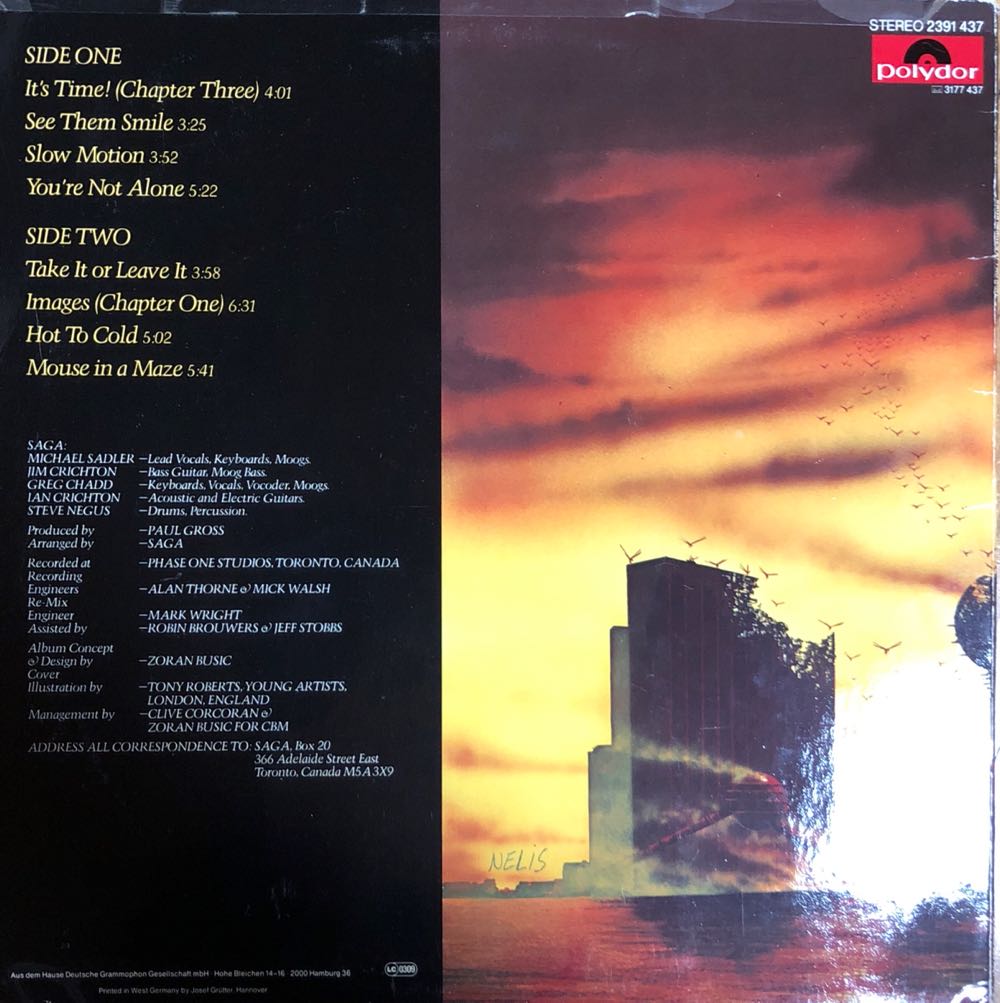 SIDE ONE
It's Time! (Chapter Three) 4:01
See Them Smile 3:25
Slow Motion 3:52
You're Not Alone 5:22
SIDE TWO
Take It or Leave It 3:58
Images (Chapter One) 6:31
Hot To Cold 5:02
Mouse in a Maze 5:41
SAGA:
MICHAEL SADLER –Lead Vocals, Keyboards, Moogs.
JIM CRICHTON –Bass Guitar, Moog Bass.
GREG CHADD –Keyboards, Vocals, Vocoder, Moogs.
IAN CRICHTON –Acoustic and Electric Guitars.
STEVE NEGUS –Drums, Percussion.
Produced by –PAUL GROSS
Arranged by –SAGA
Recorded at –PHASE ONE STUDIOS, TORONTO, CANADA
Recording
Engineers –ALAN THORNE & MICK WALSH
Re-Mix
Engineer –MARK WRIGHT
Assisted by –ROBIN BROUWERS & JEFF STOBBS
Album Concept
& Design by –ZORAN BUSIC
Cover
Illustration by –TONY ROBERTS, YOUNG ARTISTS,
LONDON, ENGLAND
Management by –CLIVE CORCORAN &
ZORAN BUSIC FOR CBM
ADDRESS ALL CORRESPONDENCE TO: SAGA, Box 20
366 Adelaide Street East
Toronto, Canada M5A 3X9
Aus dem Hause Deutsche Grammophon Gesellschaft mbH · Hohe Bleichen 14–16 · 2000 Hamburg 36
LC 0309
Printed in West Germany by Josef Grütter, Hannover
STEREO 2391 437
polydor
3177 437
NELIS